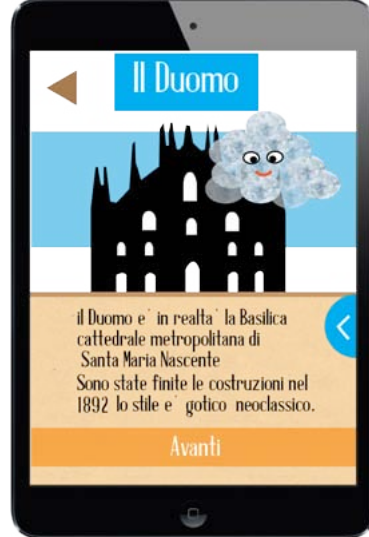 Il Duomo
il Duomo e` in realta` la Basilica
cattedrale metropolitana di
Santa Maria Nascente
Sono state finite le costruzioni nel
1892 lo stile e` gotico neoclassico.
Avanti